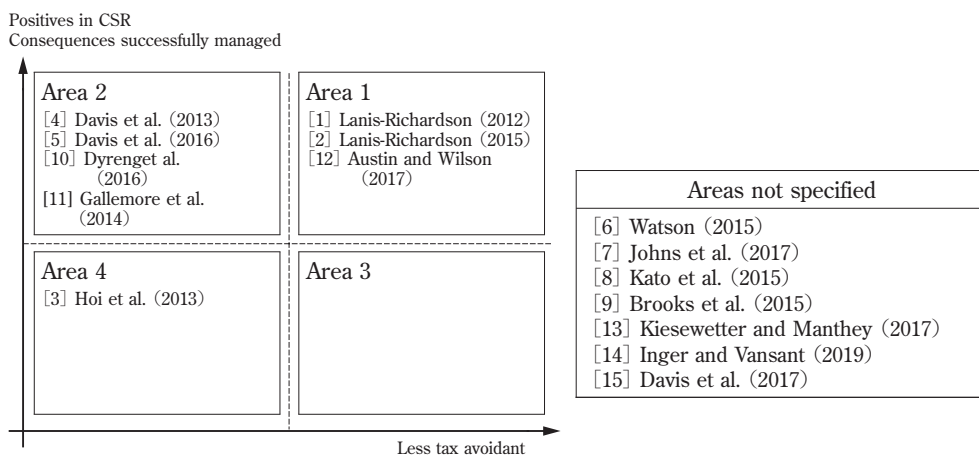 Positives in CSR
Consequences successfully managed
Area 2
[4] Davis et al. (2013)
[5] Davis et al. (2016)
[10] Dyrenget al.
(2016)
[11] Gallemore et al.
(2014)
Area 1
[1] Lanis-Richardson (2012)
[2] Lanis-Richardson (2015)
[12] Austin and Wilson
(2017)
Area 4
[3] Hoi et al. (2013)
Area 3
Less tax avoidant
Areas not specified
[6] Watson (2015)
[7] Johns et al. (2017)
[8] Kato et al. (2015)
[9] Brooks et al. (2015)
[13] Kiesewetter and Manthey (2017)
[14] Inger and Vansant (2019)
[15] Davis et al. (2017)